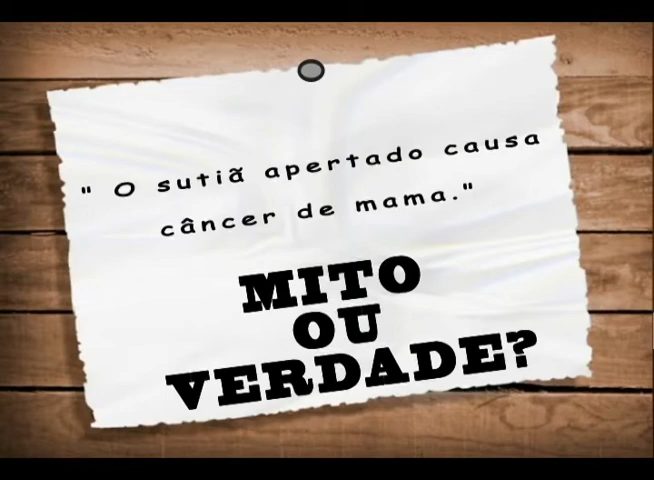 " O sutiã apertado causa
câncer de mama."
MITO
OU
VERDADE?